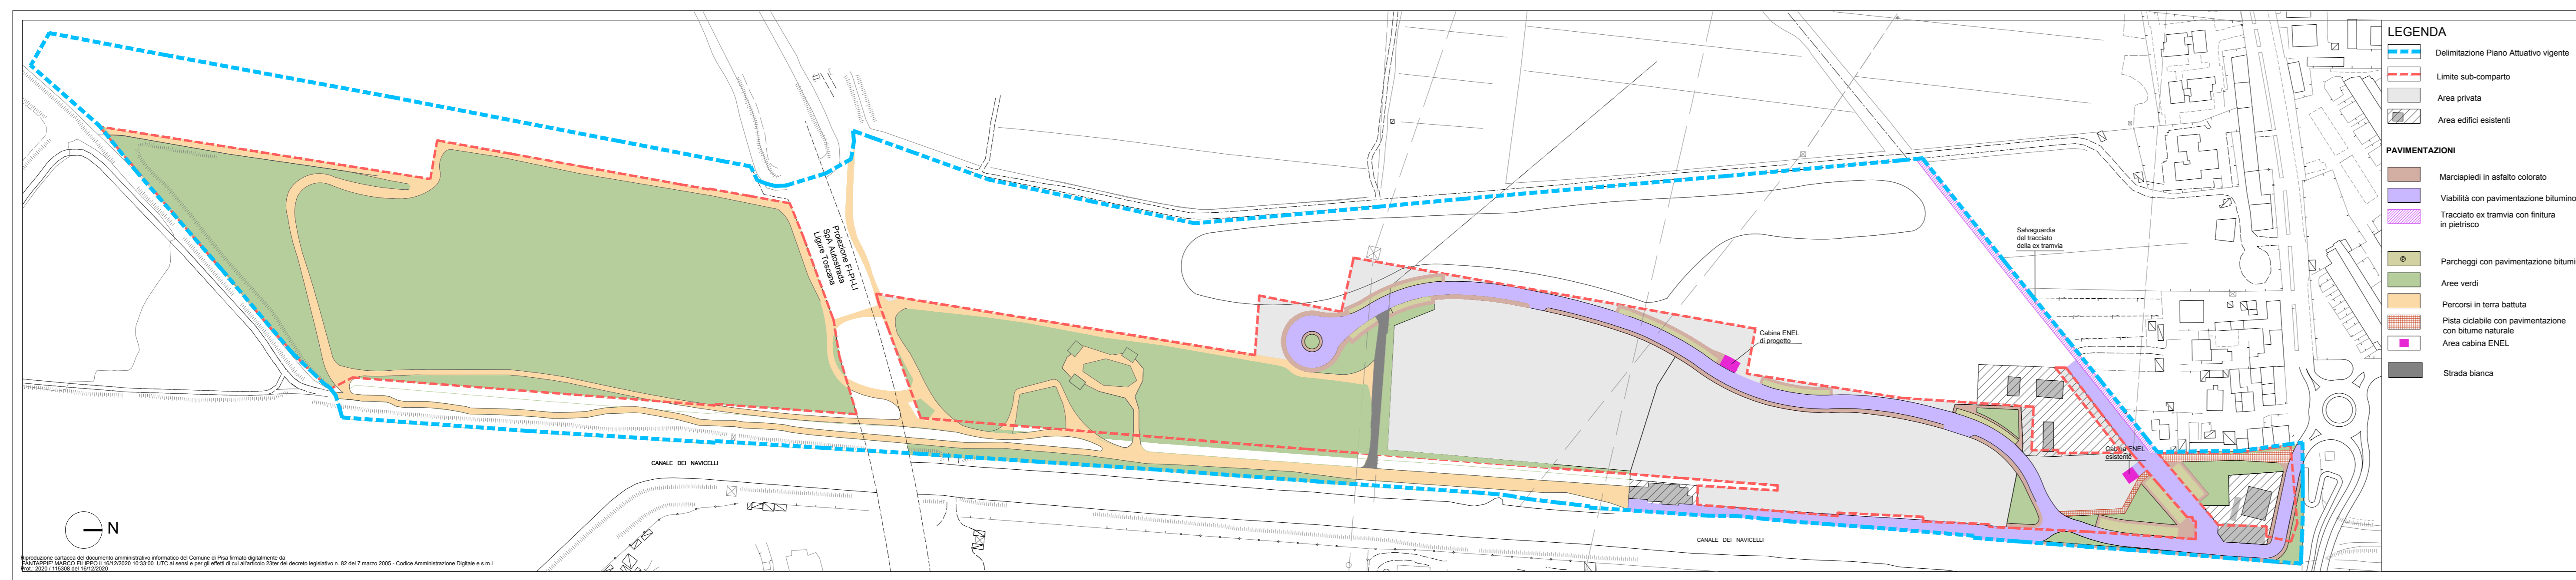 LEGENDA
Delimitazione Piano Attuativo vigente
Limite sub-comparto
Area privata
Area edifici esistenti
PAVIMENTAZIONI
Marciapiedi in asfalto colorato
Viabilità con pavimentazione bitumino
Tracciato ex tramvia con finitura
in pietrisco
P
Parcheggi con pavimentazione bitumi
Aree verdi
Percorsi in terra battuta
Pista ciclabile con pavimentazione
con bitume naturale
Area cabina ENEL
Strada bianca
Proiezione FI-PI-LI
SpA Autostrada
Ligure Toscana
Salvaguardia
del tracciato
della ex tramvia
Cabina ENEL
di progetto
Cabina ENEL
esistente
CANALE DEI NAVICELLI
CANALE DEI NAVICELLI
N
Riproduzione cartacea del documento amministrativo informatico del Comune di Pisa firmato digitalmente da
FANTAPPIE' MARCO FILIPPO il 16/12/2020 10:33:00 UTC ai sensi e per gli effetti di cui all'articolo 23ter del decreto legislativo n. 82 del 7 marzo 2005 - Codice Amministrazione Digitale e s.m.i
Prot.: 2020 / 115308 del 16/12/2020